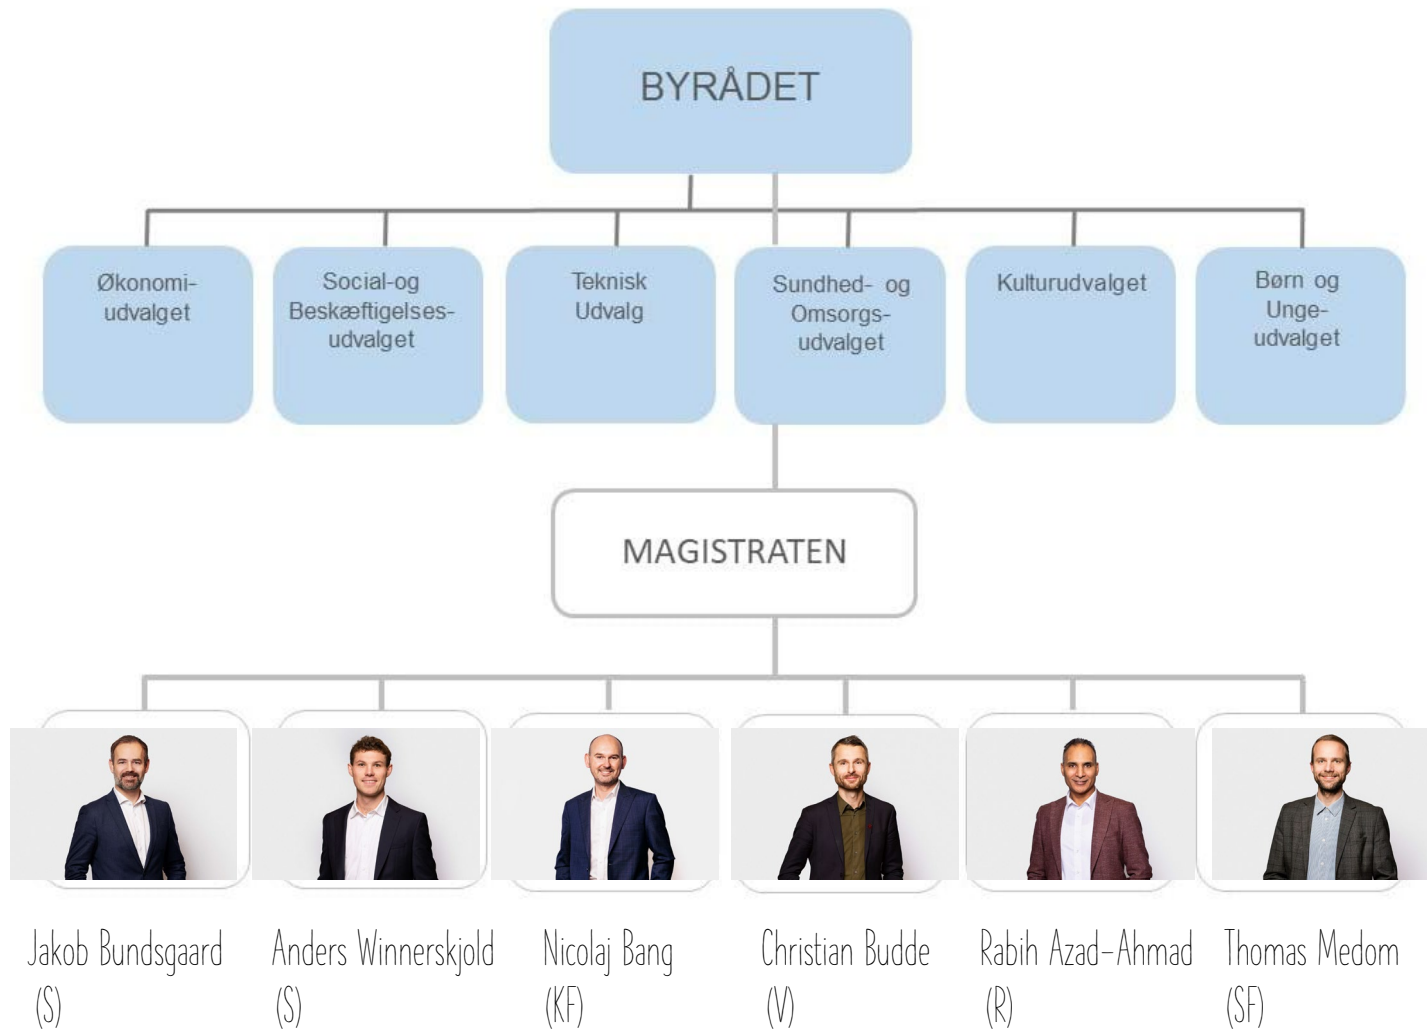 BYRÅDET
Økonomi-
udvalget
Social-og
Beskæftigelses-
udvalget
Teknisk
Udvalg
Sundhed- og
Omsorgs-
udvalget
Kulturudvalget
Børn og
Unge-
udvalget
MAGISTRATEN
Jakob Bundsgaard
(S)
Anders Winnerskjold
(S)
Nicolaj Bang
(KF)
Christian Budde
(V)
Rabih Azad-Ahmad
(R)
Thomas Medom
(SF)